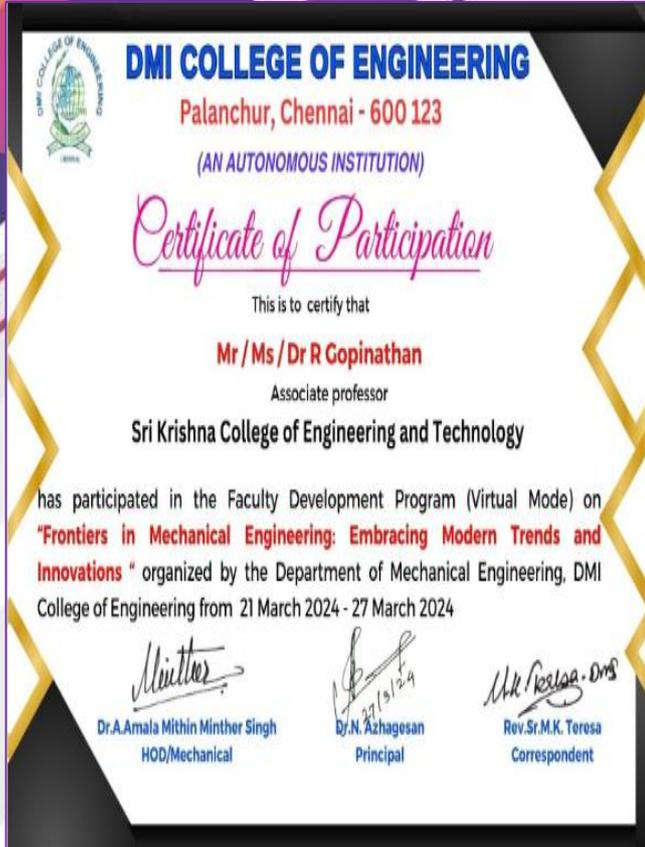 DMI COLLEGE OF ENGINEERING
DMI COLLEGE OF ENGINEERING
Palanchur, Chennai - 600 123
(AN AUTONOMOUS INSTITUTION)
Certificate of Participation
This is to certify that
Mr / Ms / Dr R Gopinathan
Associate professor
Sri Krishna College of Engineering and Technology
has participated in the Faculty Development Program (Virtual Mode) on
"Frontiers in Mechanical Engineering: Embracing Modern Trends and
Innovations " organized by the Department of Mechanical Engineering, DMI
College of Engineering from 21 March 2024 - 27 March 2024
27/3/24
Dr.A.Amala Mithin Minther Singh
HOD/Mechanical
Dr.N. Azhagesan
Principal
Rev.Sr.M.K. Teresa
Correspondent